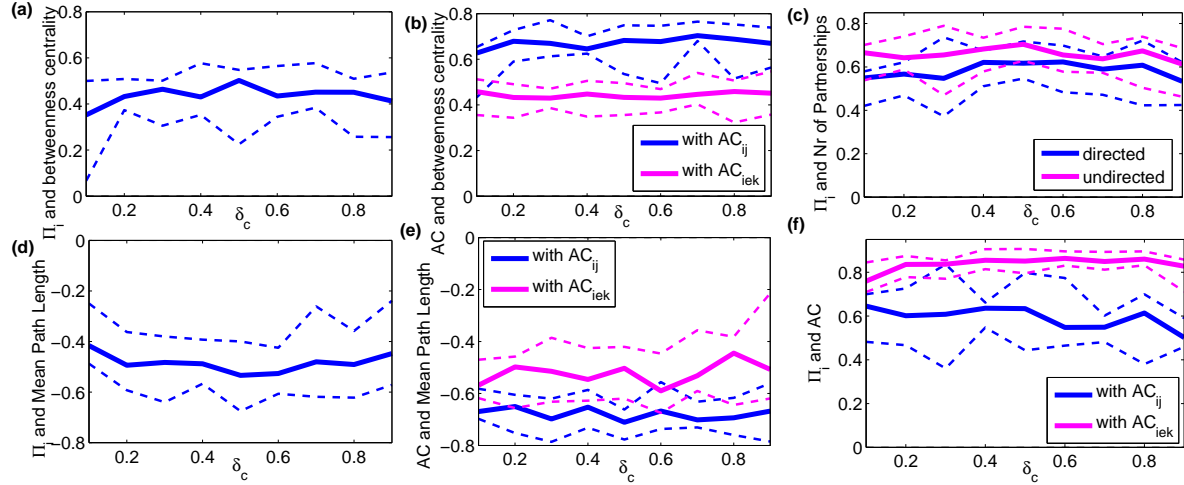 (a)
Π_i and betweenness centrality
0.8
0.6
0.4
0.2
0
0.2 0.4 0.6 0.8
δ_c
(b)
AC and betweenness centrality
0.8
0.6
0.4
0.2
0
with AC_ij
with AC_iek
0.2 0.4 0.6 0.8
δ_c
(c)
Π_i and Nr of Partnerships
0.8
0.6
0.4
0.2
0
directed
undirected
0.2 0.4 0.6 0.8
δ_c
(d)
Π_i and Mean Path Length
0
−0.2
−0.4
−0.6
−0.8
0.2 0.4 0.6 0.8
δ_c
(e)
AC and Mean Path Length
0
−0.2
−0.4
−0.6
−0.8
with AC_ij
with AC_iek
0.2 0.4 0.6 0.8
δ_c
(f)
Π_i and AC
0.8
0.6
0.4
0.2
0
with AC_ij
with AC_iek
0.2 0.4 0.6 0.8
δ_c